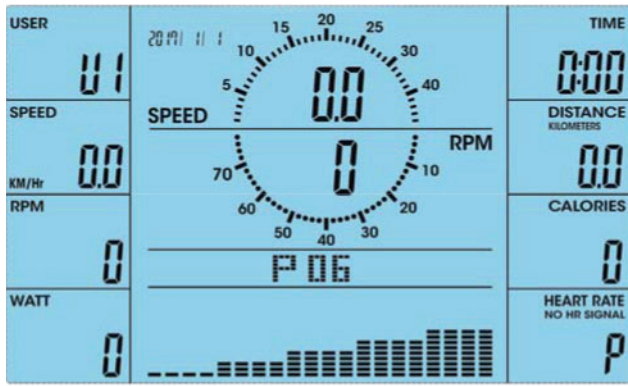 USER
U1
SPEED
KM/Hr 0.0
RPM
0
WATT
0
2017/ 1/ 1
5 10 15 20 25 30 40
0.0
SPEED
RPM
0
70 60 50 40 30 20 10
P06
TIME
0:00
DISTANCE
KILOMETERS
0.0
CALORIES
0
HEART RATE
NO HR SIGNAL
P